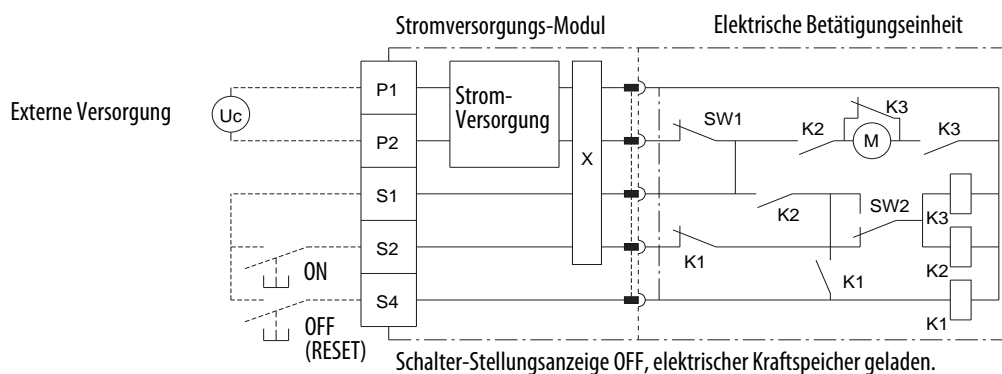 Stromversorgungs-Modul
Elektrische Betätigungseinheit
Externe Versorgung
Uc
P1
P2
S1
S2
S4
Strom-
Versorgung
X
SW1
K2
K3
M
K3
K2
SW2
K3
K1
K1
K2
K1
ON
OFF
(RESET)
Schalter-Stellungsanzeige OFF, elektrischer Kraftspeicher geladen.